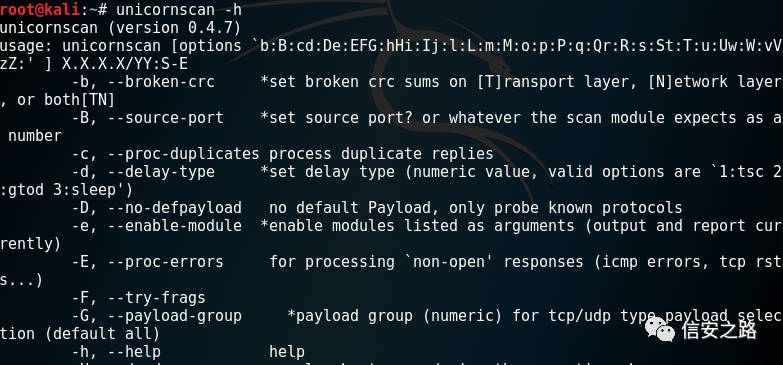 root@kali:~# unicornscan -h
unicornscan (version 0.4.7)
usage: unicornscan [options `b:B:cd:De:EFG:hHi:Ij:l:L:m:M:o:p:P:q:Qr:R:s:St:T:u:Uw:W:vV
zZ:' ] X.X.X.X/YY:S-E
-b, --broken-crc *set broken crc sums on [T]ransport layer, [N]etwork layer
, or both[TN]
-B, --source-port *set source port? or whatever the scan module expects as a
number
-c, --proc-duplicates process duplicate replies
-d, --delay-type *set delay type (numeric value, valid options are `1:tsc 2
:gtod 3:sleep')
-D, --no-defpayload no default Payload, only probe known protocols
-e, --enable-module *enable modules listed as arguments (output and report cur
rently)
-E, --proc-errors for processing `non-open' responses (icmp errors, tcp rst
s...)
-F, --try-frags
-G, --payload-group *payload group (numeric) for tcp/udp type payload selec
tion (default all)
-h, --help help
信安之路